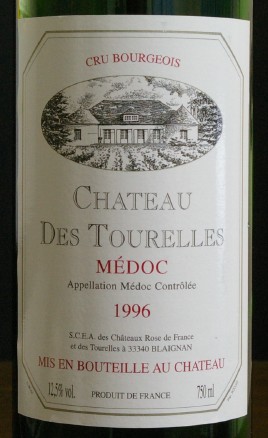 CRU BOURGEOIS
CHATEAU
DES TOURELLES
MÉDOC
Appellation Médoc Contrôlée
1996
S.C.E.A. des Châteaux Rose de France
et des Tourelles à 33340 BLAIGNAN
MIS EN BOUTEILLE AU CHATEAU
12,5% vol. PRODUIT DE FRANCE 750 ml